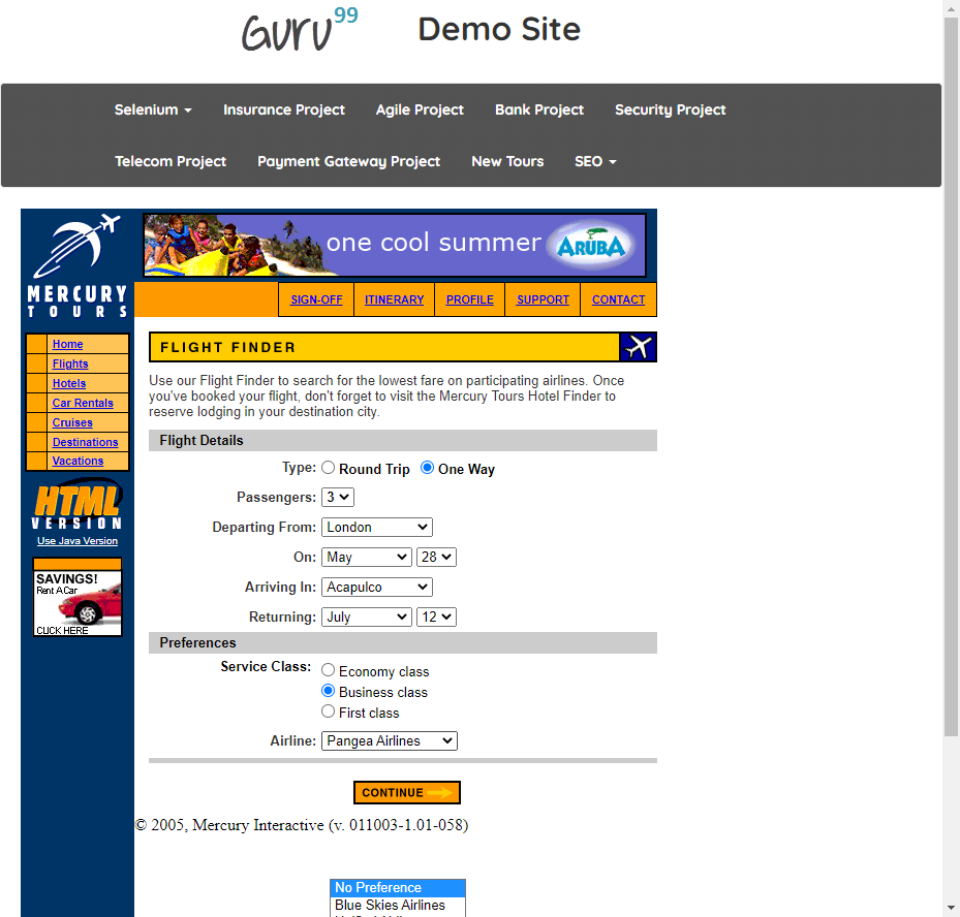 Guru99 Demo Site
Selenium Insurance Project Agile Project Bank Project Security Project
Telecom Project Payment Gateway Project New Tours SEO
one cool summer ARUBA
MERCURY
TOURS
SIGN-OFF ITINERARY PROFILE SUPPORT CONTACT
Home
Flights
Hotels
Car Rentals
Cruises
Destinations
Vacations
HTML
VERSION
Use Java Version
SAVINGS!
Rent A Car
CLICK HERE
FLIGHT FINDER
Use our Flight Finder to search for the lowest fare on participating airlines. Once
you've booked your flight, don't forget to visit the Mercury Tours Hotel Finder to
reserve lodging in your destination city.
Flight Details
Type: Round Trip One Way
Passengers: 3
Departing From: London
On: May 28
Arriving In: Acapulco
Returning: July 12
Preferences
Service Class: Economy class
Business class
First class
Airline: Pangea Airlines
CONTINUE
© 2005, Mercury Interactive (v. 011003-1.01-058)
No Preference
Blue Skies Airlines